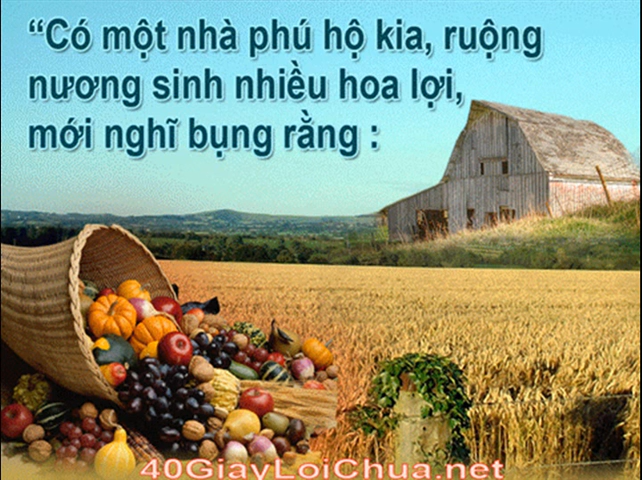 “Có một nhà phú hộ kia, ruộng
nương sinh nhiều hoa lợi,
mới nghĩ bụng rằng :
40GiayLoiChua.net